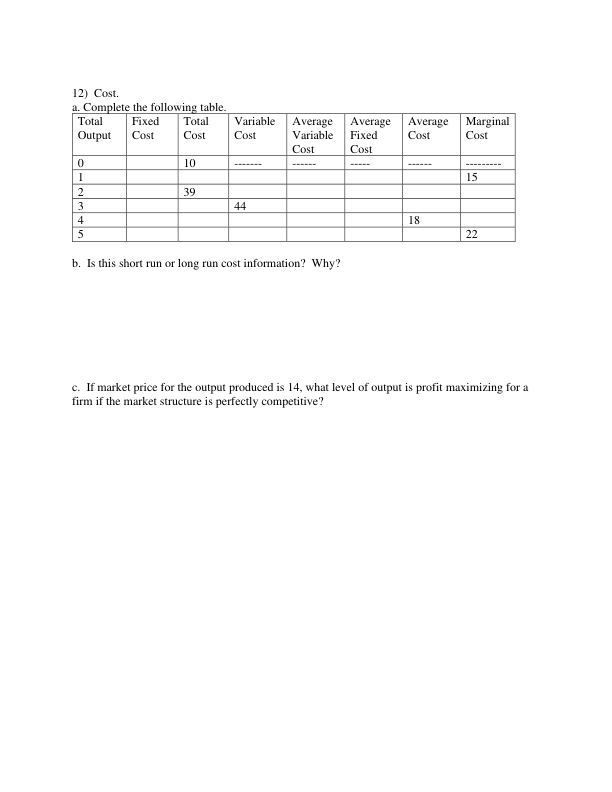 12)  Cost.
a. Complete the following table.
Total Output | Fixed Cost | Total Cost | Variable Cost | Average Variable Cost | Average Fixed Cost | Average Cost | Marginal Cost
0 | | 10 | ------- | ------ | ----- | ------ | ---------
1 | | | | | | | 15
2 | | 39 | | | | |
3 | | | 44 | | | |
4 | | | | | | 18 |
5 | | | | | | | 22
b.  Is this short run or long run cost information?  Why?
c.  If market price for the output produced is 14, what level of output is profit maximizing for a
firm if the market structure is perfectly competitive?